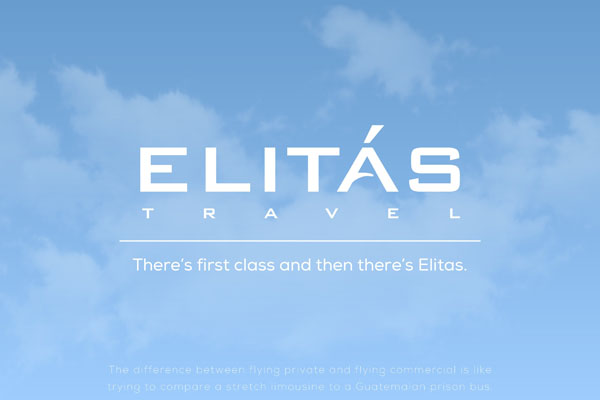 ELITÁS
TRAVEL
There's first class and then there's Elitas.
The difference between flying private and flying commercial is like
trying to compare a stretch limousine to a Guatemalan prison bus.